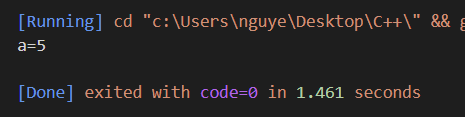 [Running] cd "c:\Users\nguye\Desktop\C++\" && g
a=5
[Done] exited with code=0 in 1.461 seconds